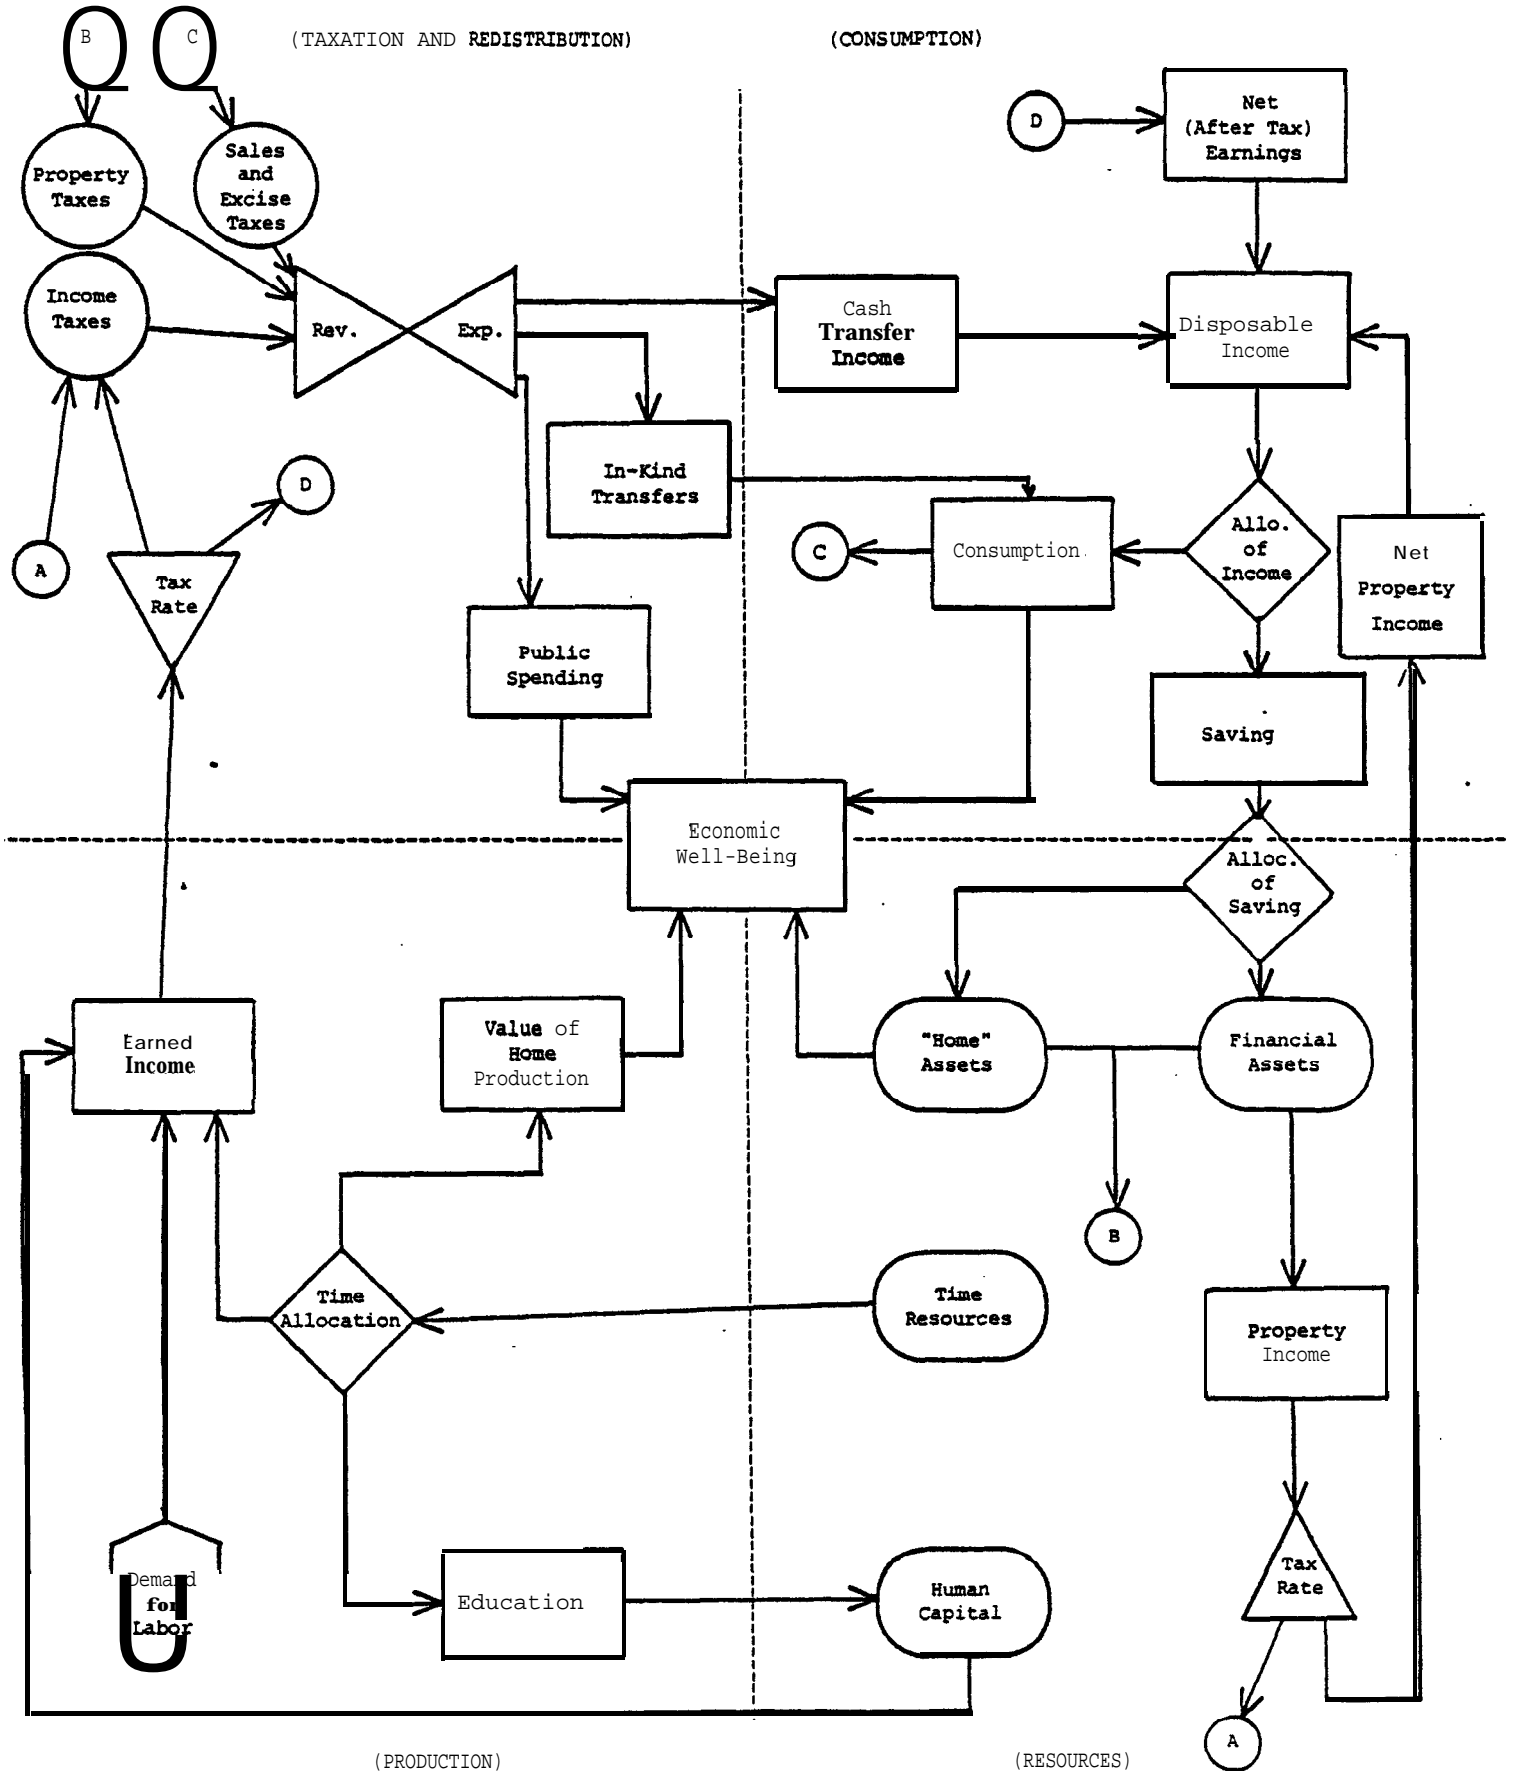 B
C
(TAXATION AND REDISTRIBUTION)
(CONSUMPTION)
Property
Taxes
Sales
and
Excise
Taxes
D
Net
(After Tax)
Earnings
Income
Taxes
Rev.
Exp.
Cash
Transfer
Income
Disposable
Income
A
Tax
Rate
D
In-Kind
Transfers
C
Consumption
Allo.
of
Income
Net
Property
Income
Public
Spending
Saving
Economic
Well-Being
Alloc.
of
Saving
Earned
Income
Value of
Home
Production
"Home"
Assets
Financial
Assets
B
Time
Allocation
Time
Resources
Property
Income
Demand
for
Labor
Education
Human
Capital
Tax
Rate
A
(PRODUCTION)
(RESOURCES)